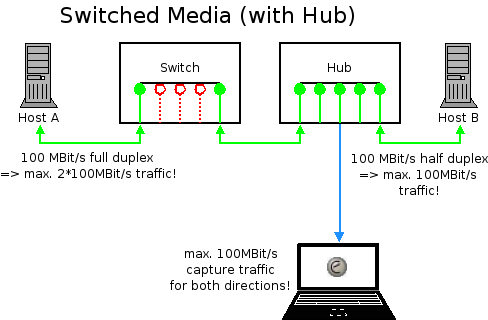 Switched Media (with Hub)
Switch
Hub
Host A
Host B
100 MBit/s full duplex
=> max. 2*100MBit/s traffic!
100 MBit/s half duplex
=> max. 100MBit/s
traffic!
max. 100MBit/s
capture traffic
for both directions!